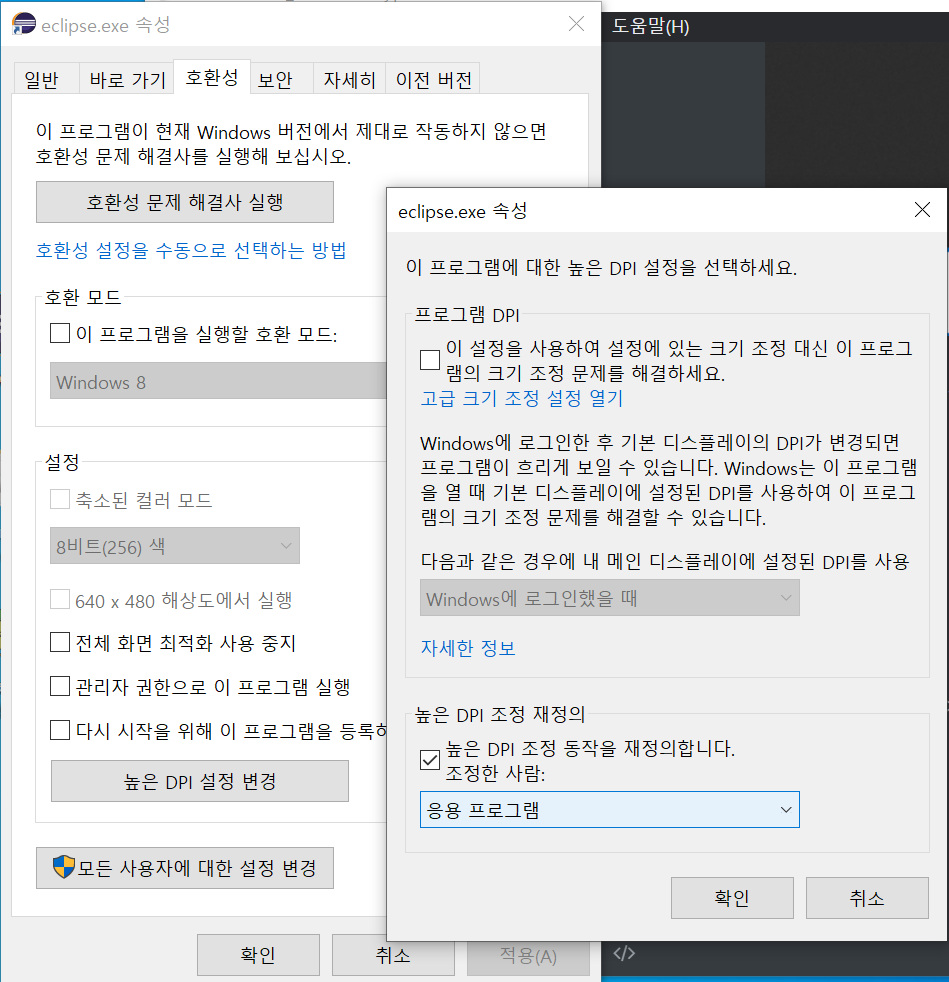 eclipse.exe 속성
도움말(H)
일반
바로 가기
호환성
보안
자세히
이전 버전
이 프로그램이 현재 Windows 버전에서 제대로 작동하지 않으면
호환성 문제 해결사를 실행해 보십시오.
호환성 문제 해결사 실행
호환성 설정을 수동으로 선택하는 방법
호환 모드
이 프로그램을 실행할 호환 모드:
Windows 8
설정
축소된 컬러 모드
8비트(256) 색
640 x 480 해상도에서 실행
전체 화면 최적화 사용 중지
관리자 권한으로 이 프로그램 실행
다시 시작을 위해 이 프로그램을 등록하
높은 DPI 설정 변경
모든 사용자에 대한 설정 변경
확인
취소
적용(A)
eclipse.exe 속성
이 프로그램에 대한 높은 DPI 설정을 선택하세요.
프로그램 DPI
이 설정을 사용하여 설정에 있는 크기 조정 대신 이 프로그
램의 크기 조정 문제를 해결하세요.
고급 크기 조정 설정 열기
Windows에 로그인한 후 기본 디스플레이의 DPI가 변경되면
프로그램이 흐리게 보일 수 있습니다. Windows는 이 프로그램
을 열 때 기본 디스플레이에 설정된 DPI를 사용하여 이 프로그
램의 크기 조정 문제를 해결할 수 있습니다.
다음과 같은 경우에 내 메인 디스플레이에 설정된 DPI를 사용
Windows에 로그인했을 때
자세한 정보
높은 DPI 조정 재정의
높은 DPI 조정 동작을 재정의합니다.
조정한 사람:
응용 프로그램
확인
취소
</>